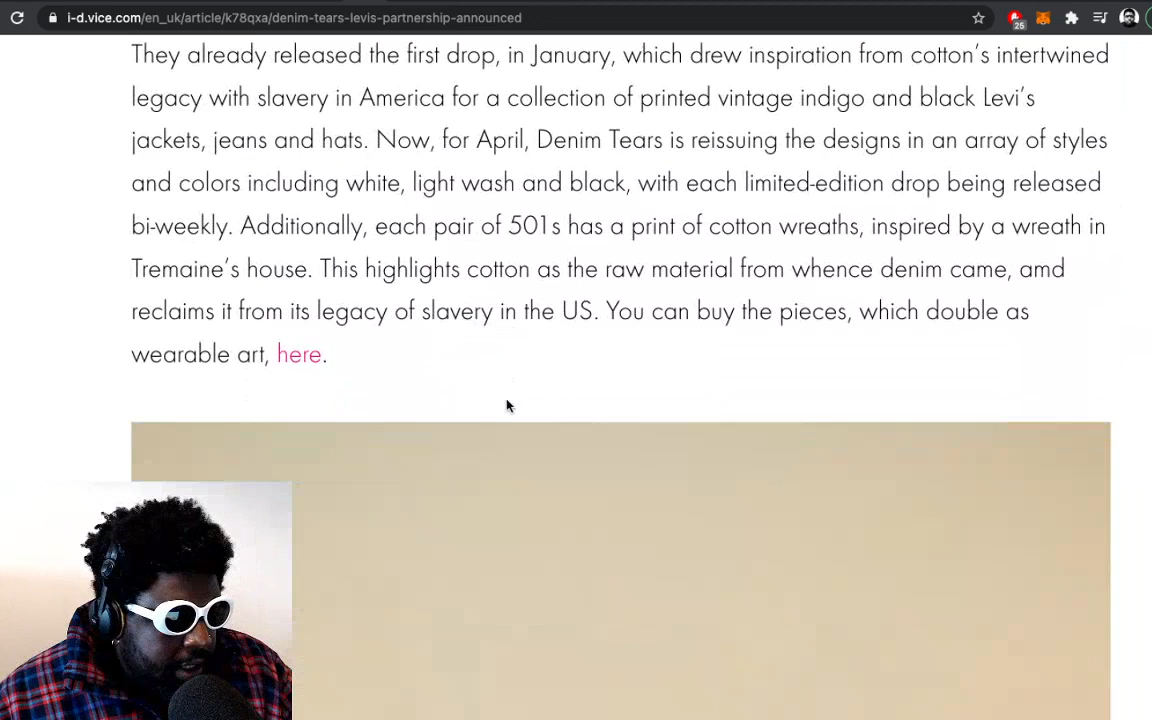 i-d.vice.com/en_uk/article/k78qxa/denim-tears-levis-partnership-announced
25
They already released the first drop, in January, which drew inspiration from cotton’s intertwined
legacy with slavery in America for a collection of printed vintage indigo and black Levi’s
jackets, jeans and hats. Now, for April, Denim Tears is reissuing the designs in an array of styles
and colors including white, light wash and black, with each limited-edition drop being released
bi-weekly. Additionally, each pair of 501s has a print of cotton wreaths, inspired by a wreath in
Tremaine’s house. This highlights cotton as the raw material from whence denim came, amd
reclaims it from its legacy of slavery in the US. You can buy the pieces, which double as
wearable art, here.